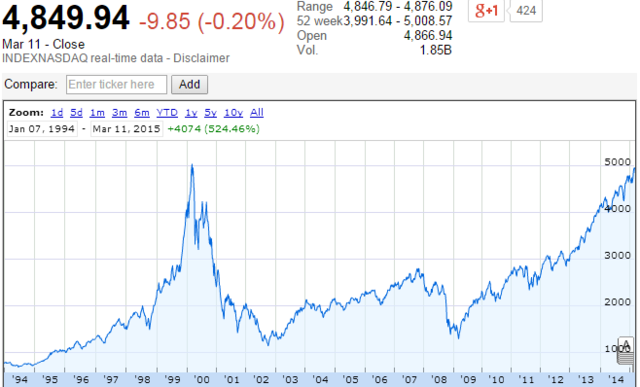 4,849.94 -9.85 (-0.20%)
Mar 11 - Close
INDEXNASDAQ real-time data - Disclaimer
Range 4,846.79 - 4,876.09
52 week 3,991.64 - 5,008.57
Open 4,866.94
Vol. 1.85B
g+1 424
Compare: Enter ticker here Add
Zoom: 1d 5d 1m 3m 6m YTD 1y 5y 10y All
Jan 07, 1994 - Mar 11, 2015 +4074 (524.46%)
5000
4000
3000
2000
1000
A
'94 '95 '96 '97 '98 '99 '00 '01 '02 '03 '04 '05 '06 '07 '08 '09 '10 '11 '12 '13 '14